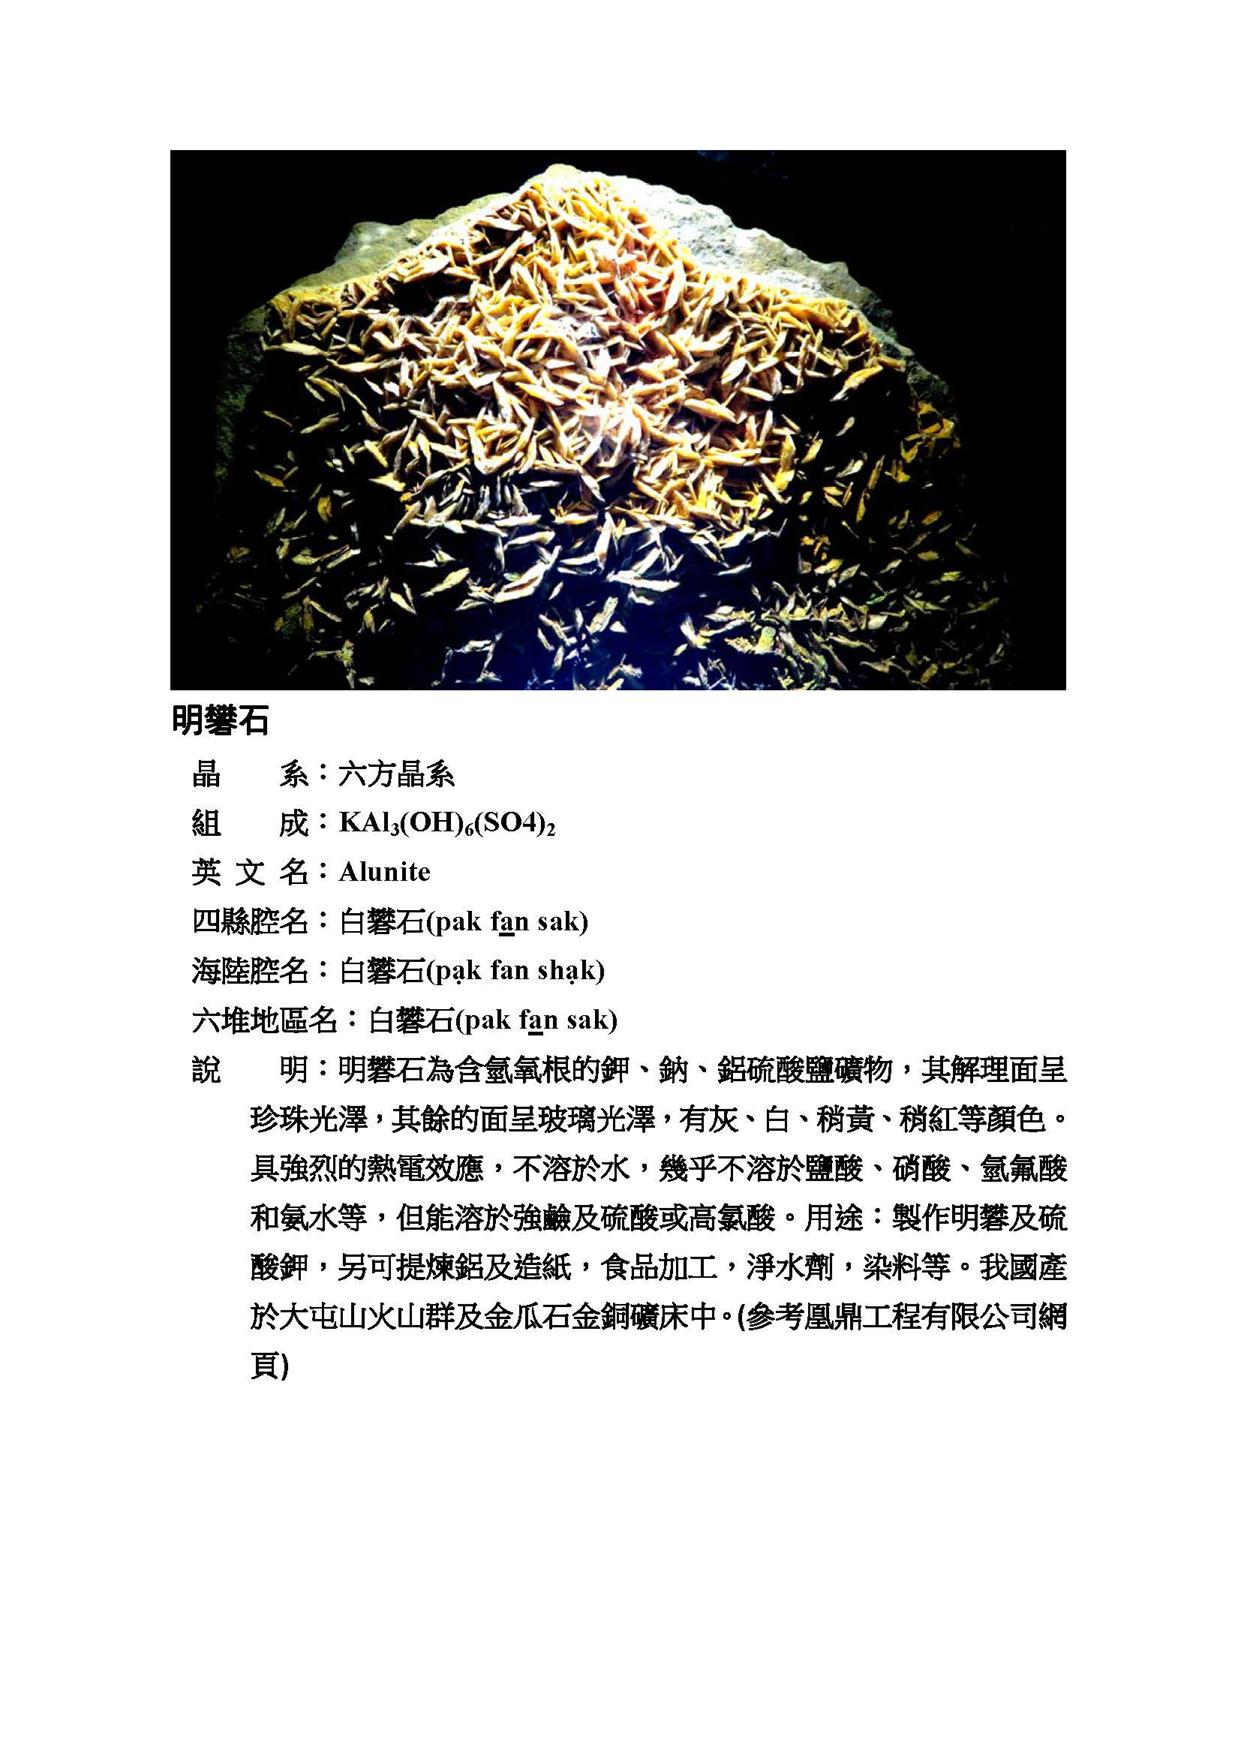 明礬石
晶　　系：六方晶系
組　　成：KAl₃(OH)₆(SO4)₂
英 文 名：Alunite
四縣腔名：白礬石(pak fa̲n sak)
海陸腔名：白礬石(pạk fan shạk)
六堆地區名：白礬石(pak fa̲n sak)
說　　明：明礬石為含氫氧根的鉀、鈉、鋁硫酸鹽礦物，其解理面呈
珍珠光澤，其餘的面呈玻璃光澤，有灰、白、稍黃、稍紅等顏色。
具強烈的熱電效應，不溶於水，幾乎不溶於鹽酸、硝酸、氫氟酸
和氨水等，但能溶於強鹼及硫酸或高氯酸。用途：製作明礬及硫
酸鉀，另可提煉鋁及造紙，食品加工，淨水劑，染料等。我國產
於大屯山火山群及金瓜石金銅礦床中。(參考凰鼎工程有限公司網
頁)